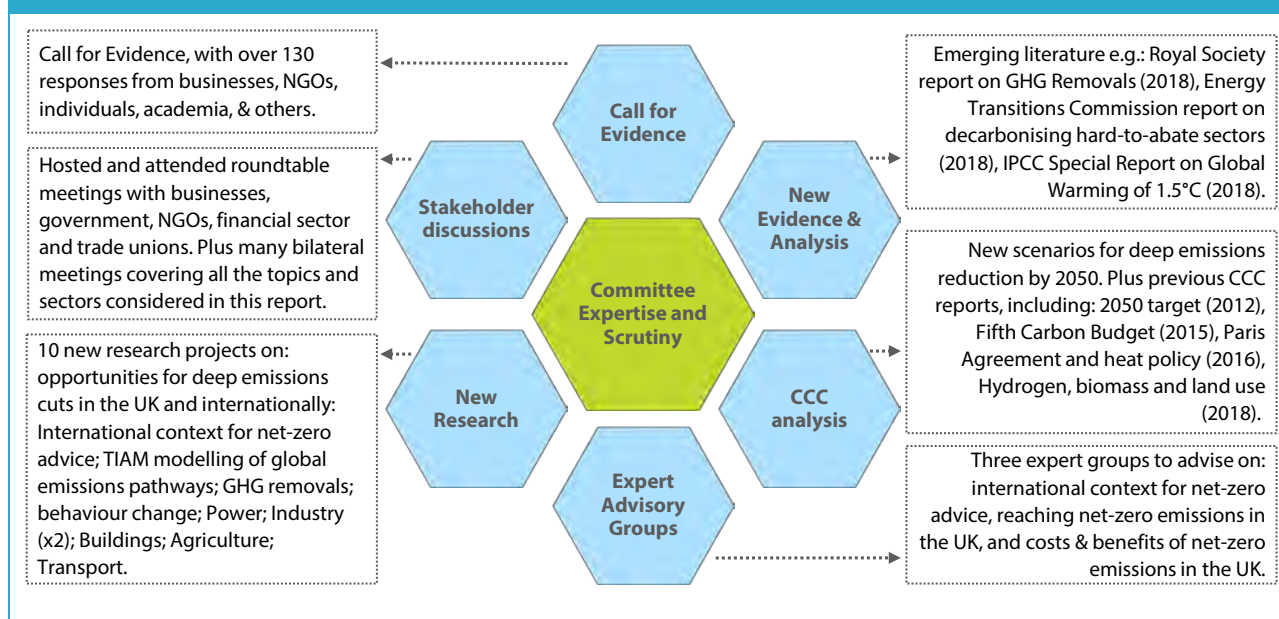 Call for Evidence, with over 130
responses from businesses, NGOs,
individuals, academia, & others.
Hosted and attended roundtable
meetings with businesses,
government, NGOs, financial sector
and trade unions. Plus many bilateral
meetings covering all the topics and
sectors considered in this report.
10 new research projects on:
opportunities for deep emissions
cuts in the UK and internationally:
International context for net-zero
advice; TIAM modelling of global
emissions pathways; GHG removals;
behaviour change; Power; Industry
(x2); Buildings; Agriculture;
Transport.
Call for
Evidence
Stakeholder
discussions
New
Evidence &
Analysis
Committee
Expertise and
Scrutiny
New
Research
CCC
analysis
Expert
Advisory
Groups
Emerging literature e.g.: Royal Society
report on GHG Removals (2018), Energy
Transitions Commission report on
decarbonising hard-to-abate sectors
(2018), IPCC Special Report on Global
Warming of 1.5°C (2018).
New scenarios for deep emissions
reduction by 2050. Plus previous CCC
reports, including: 2050 target (2012),
Fifth Carbon Budget (2015), Paris
Agreement and heat policy (2016),
Hydrogen, biomass and land use
(2018).
Three expert groups to advise on:
international context for net-zero
advice, reaching net-zero emissions in
the UK, and costs & benefits of net-zero
emissions in the UK.